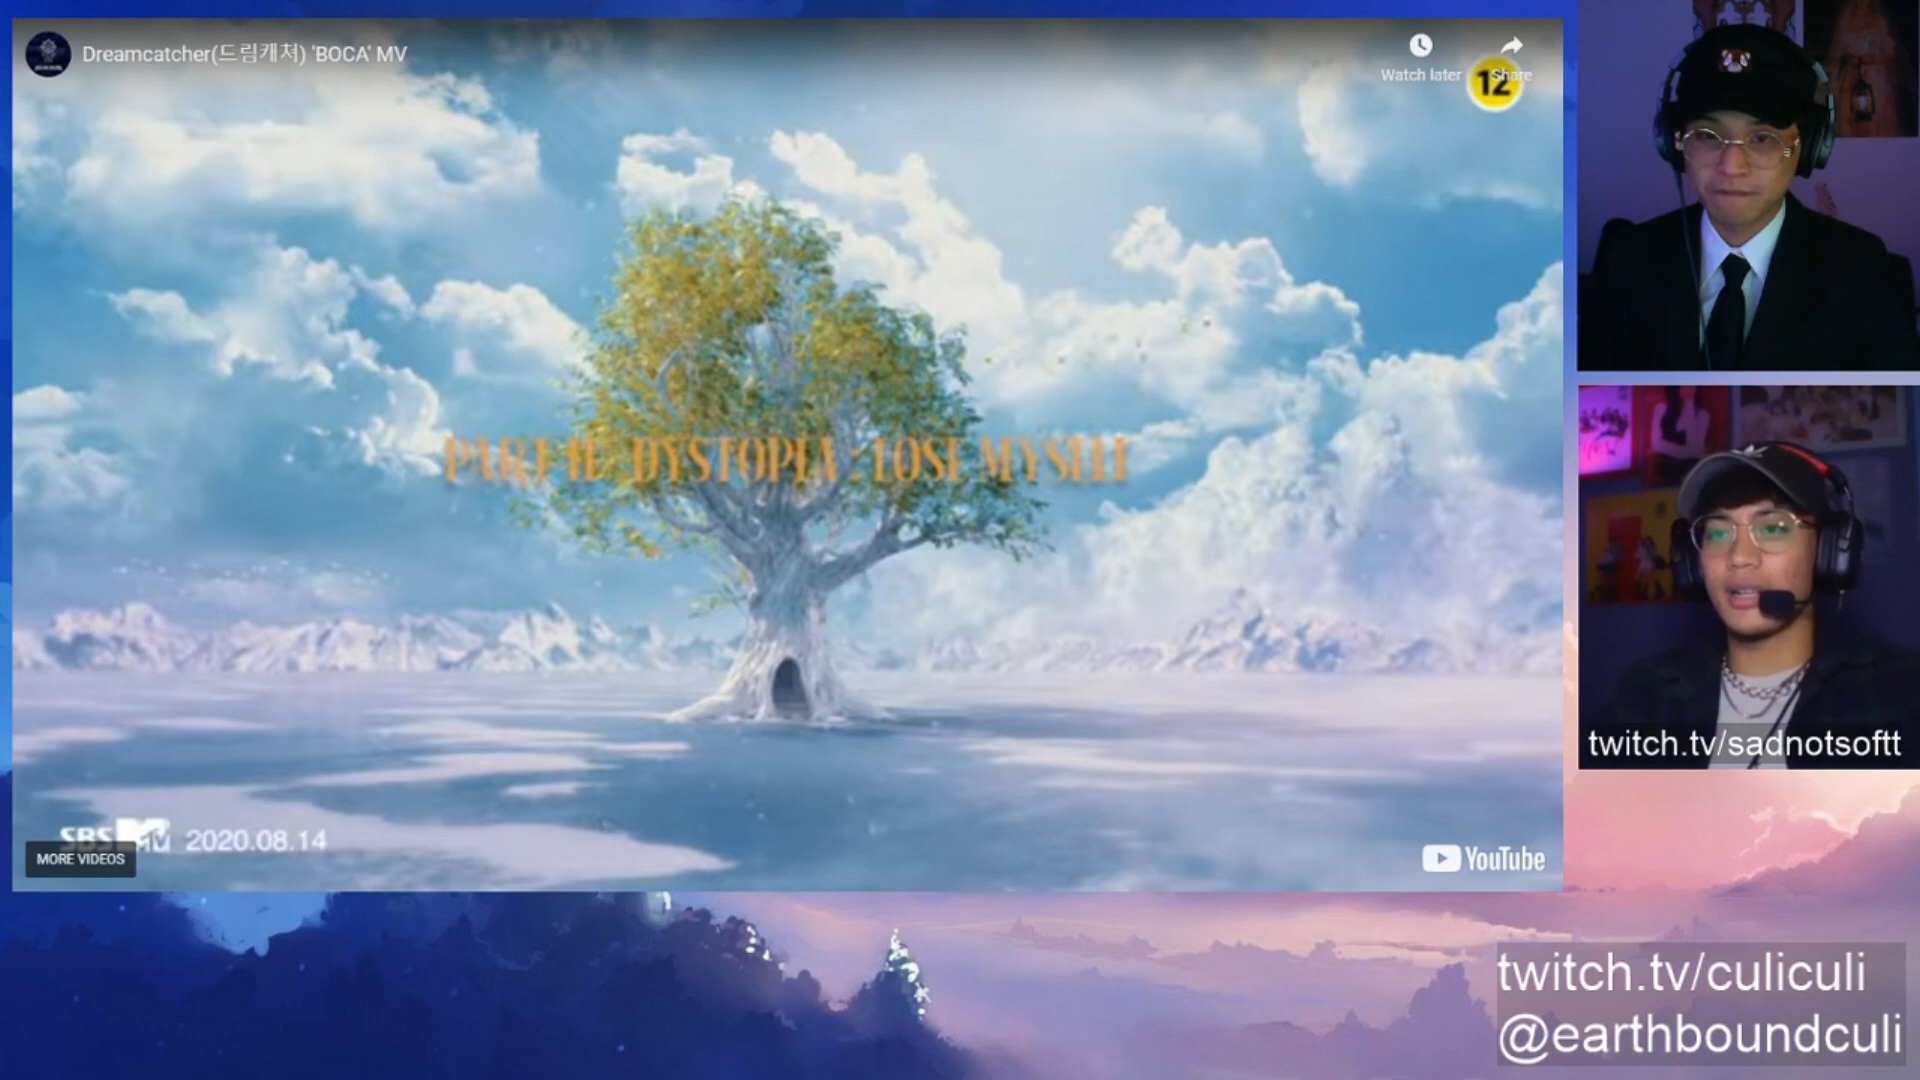 Dreamcatcher(드림캐쳐) 'BOCA' MV
Watch later
Share
12
PART II DYSTOPIA : LOSE MYSELF
SBS MTV 2020.08.14
MORE VIDEOS
YouTube
twitch.tv/sadnotsoftt
twitch.tv/culiculi
@earthboundculi